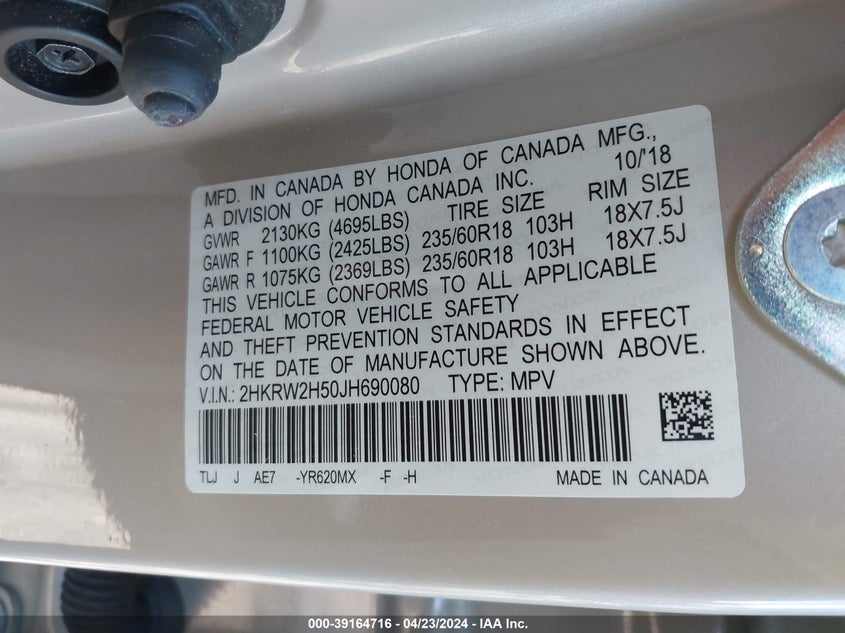 MFD. IN CANADA BY HONDA OF CANADA MFG.,
A DIVISION OF HONDA CANADA INC. 10/'18
GVWR 2130KG (4695LBS) TIRE SIZE RIM SIZE
GAWR F 1100KG (2425LBS) 235/60R18 103H 18X7.5J
GAWR R 1075KG (2369LBS) 235/60R18 103H 18X7.5J
THIS VEHICLE CONFORMS TO ALL APPLICABLE
FEDERAL MOTOR VEHICLE SAFETY
AND THEFT PREVENTION STANDARDS IN EFFECT
ON THE DATE OF MANUFACTURE SHOWN ABOVE.
V.I.N.: 2HKRW2H50JH690080 TYPE: MPV
TLJ J AE7 -YR620MX -F -H MADE IN CANADA
000-39164716 - 04/23/2024 - IAA Inc.